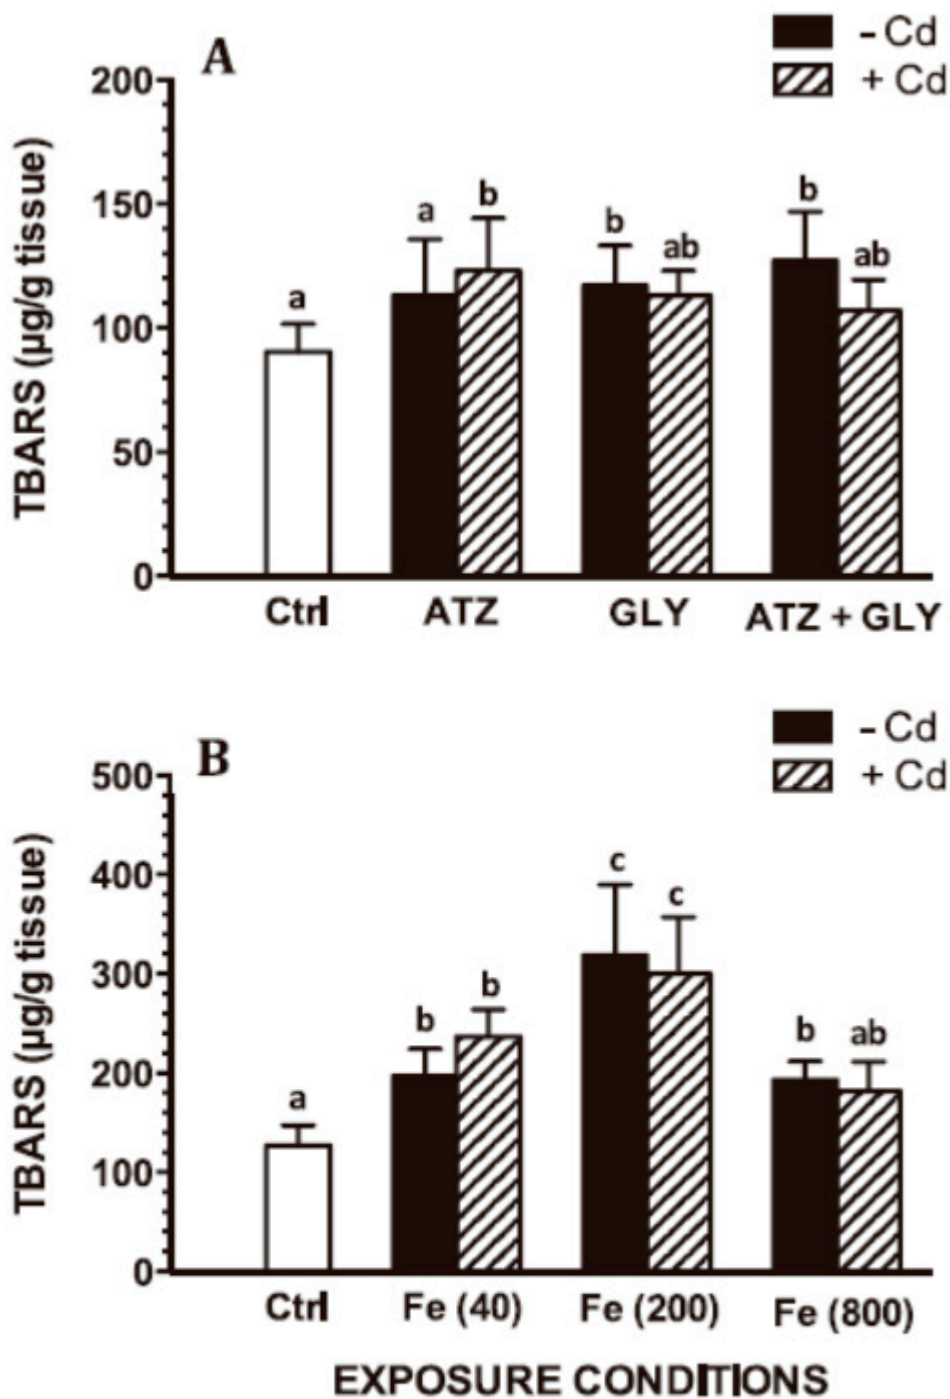 A
– Cd
+ Cd
TBARS (µg/g tissue)
200
150
100
50
0
a
a
b
b
ab
b
ab
Ctrl
ATZ
GLY
ATZ + GLY
B
– Cd
+ Cd
TBARS (µg/g tissue)
500
400
300
200
100
0
a
b
b
c
c
b
ab
Ctrl
Fe (40)
Fe (200)
Fe (800)
EXPOSURE CONDITIONS